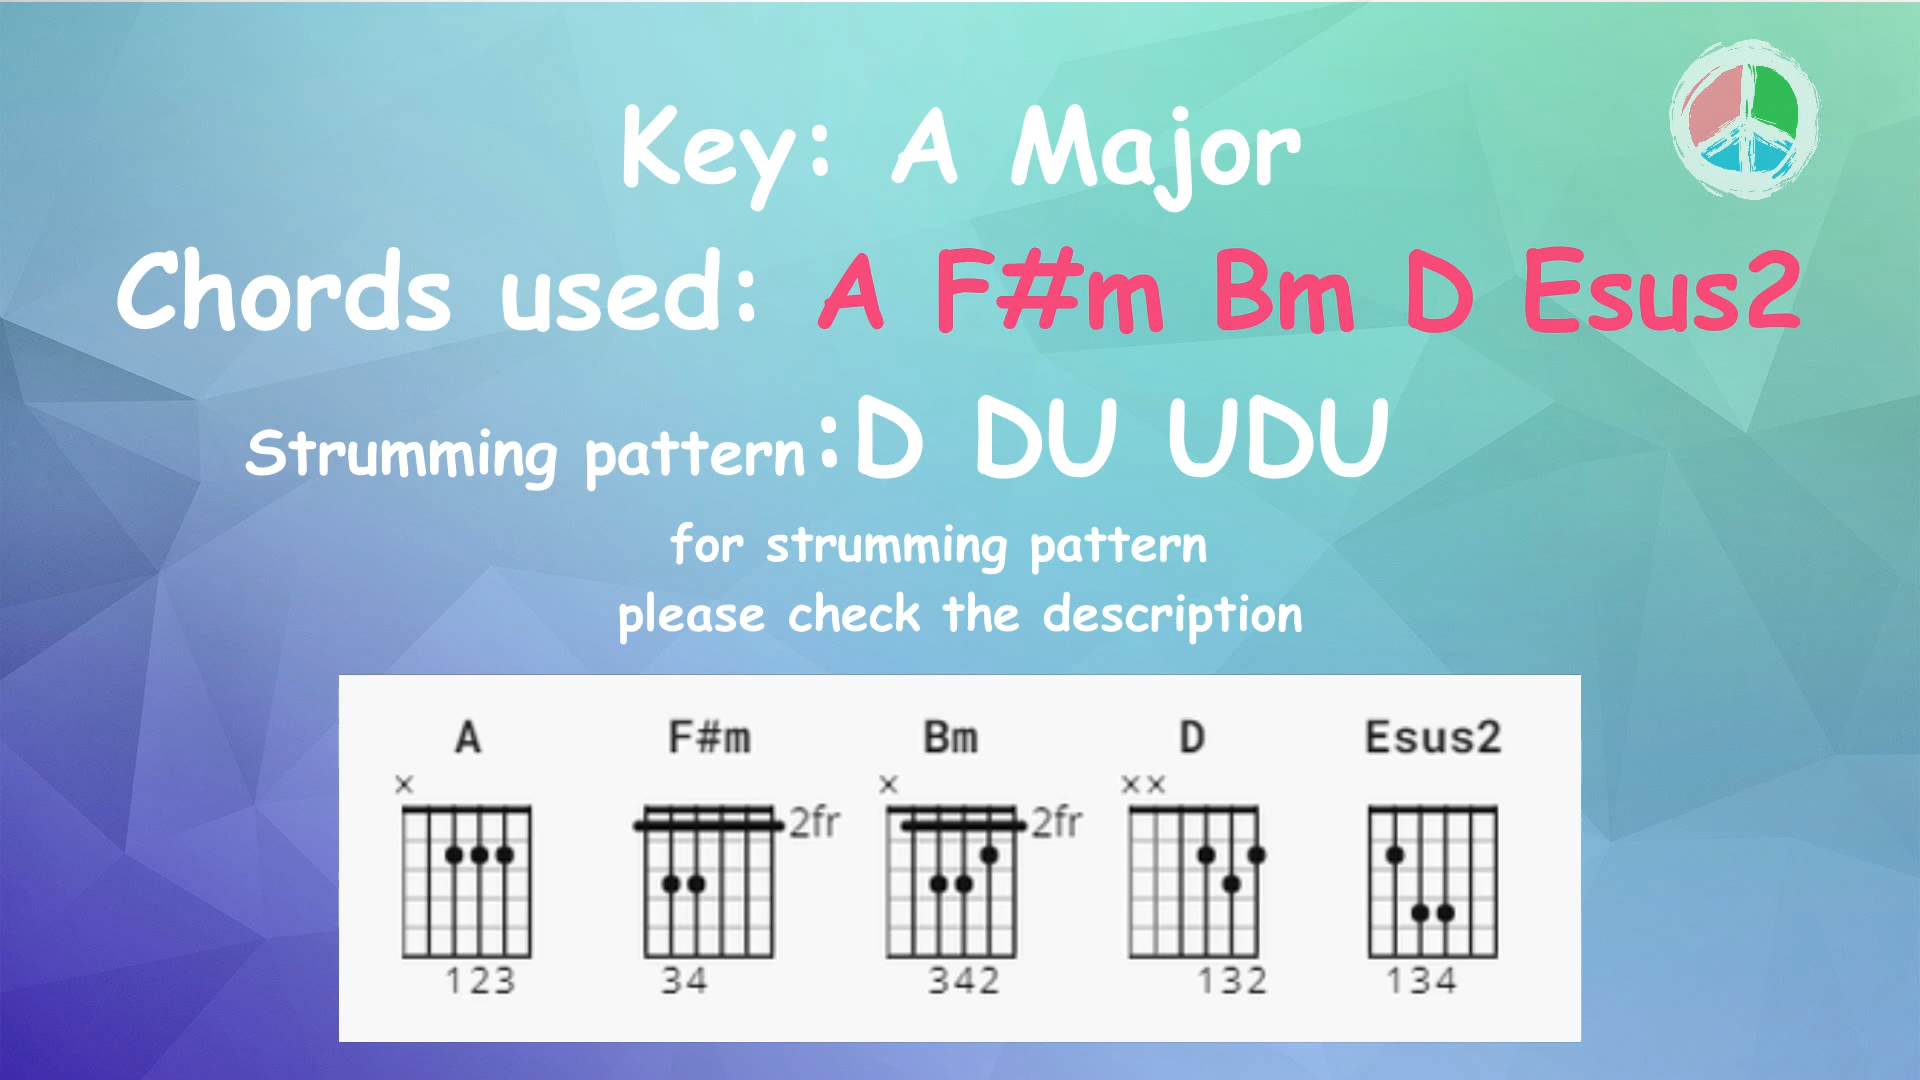 Key: A Major
Chords used: A F#m Bm D Esus2
Strumming pattern:D DU UDU
for strumming pattern
please check the description
A F#m Bm D Esus2
× × ××
2fr 2fr
123 34 342 132 134